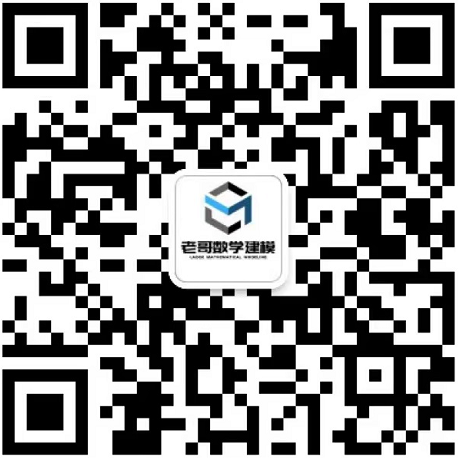 老哥数学建模
LAOGE MATHEMATICAL MODELING